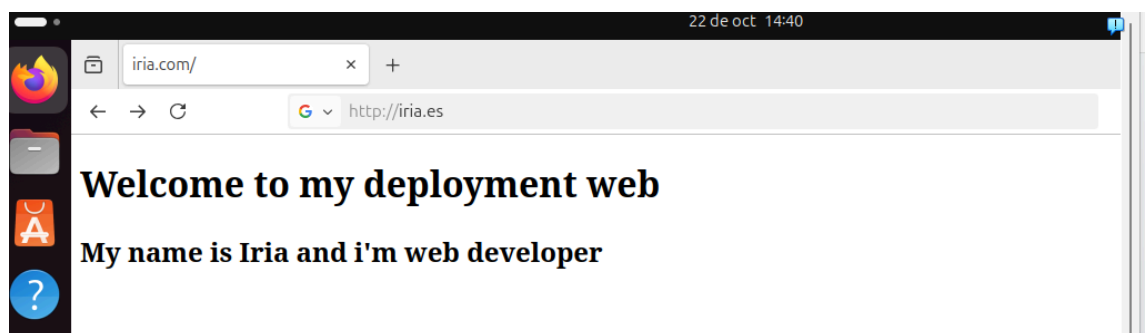 22 de oct 14:40
iria.com/
http://iria.es
Welcome to my deployment web
My name is Iria and i'm web developer